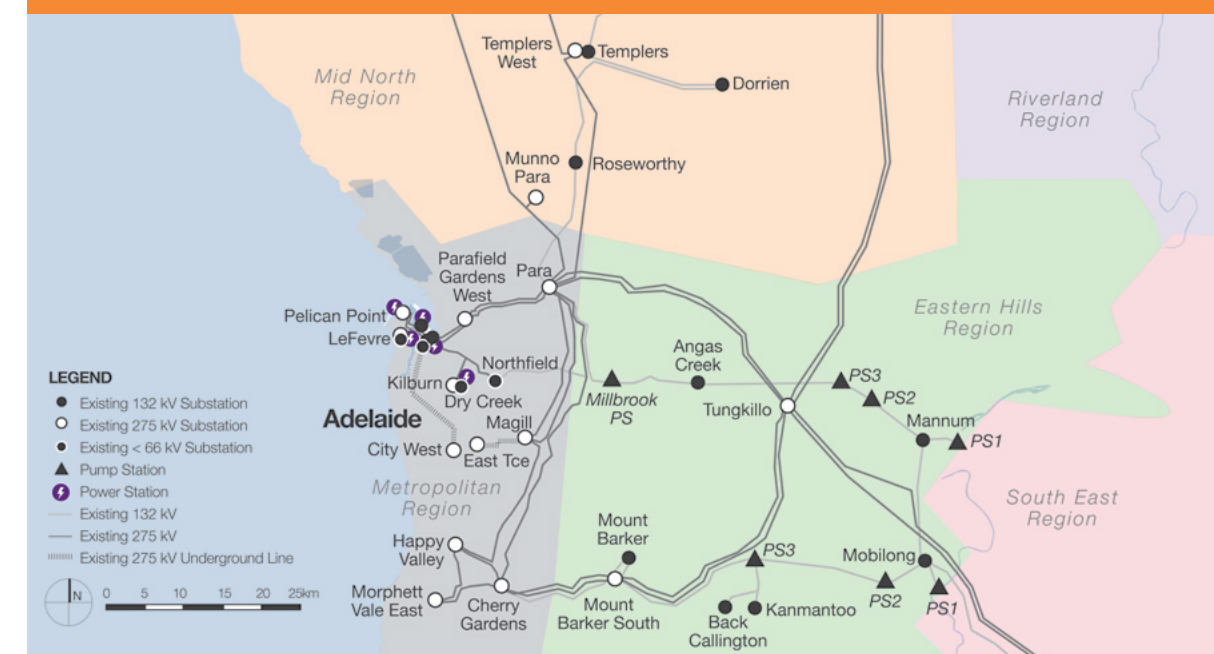 Templers
West
Templers
Dorrien
Mid North
Region
Riverland
Region
Munno
Para
Roseworthy
Parafield
Gardens
West
Para
Pelican Point
LeFevre
Eastern Hills
Region
Northfield
Kilburn
Dry Creek
Angas
Creek
Millbrook
PS
PS3
PS2
Tungkillo
Mannum
PS1
Adelaide
Magill
City West
East Tce
Metropolitan
Region
South East
Region
LEGEND
Existing 132 kV Substation
Existing 275 kV Substation
Existing < 66 kV Substation
Pump Station
Power Station
Existing 132 kV
Existing 275 kV
Existing 275 kV Underground Line
N
0 5 10 15 20 25km
Happy
Valley
Morphett
Vale East
Cherry
Gardens
Mount
Barker
Mount
Barker South
PS3
Mobilong
PS2
PS1
Back
Callington
Kanmantoo